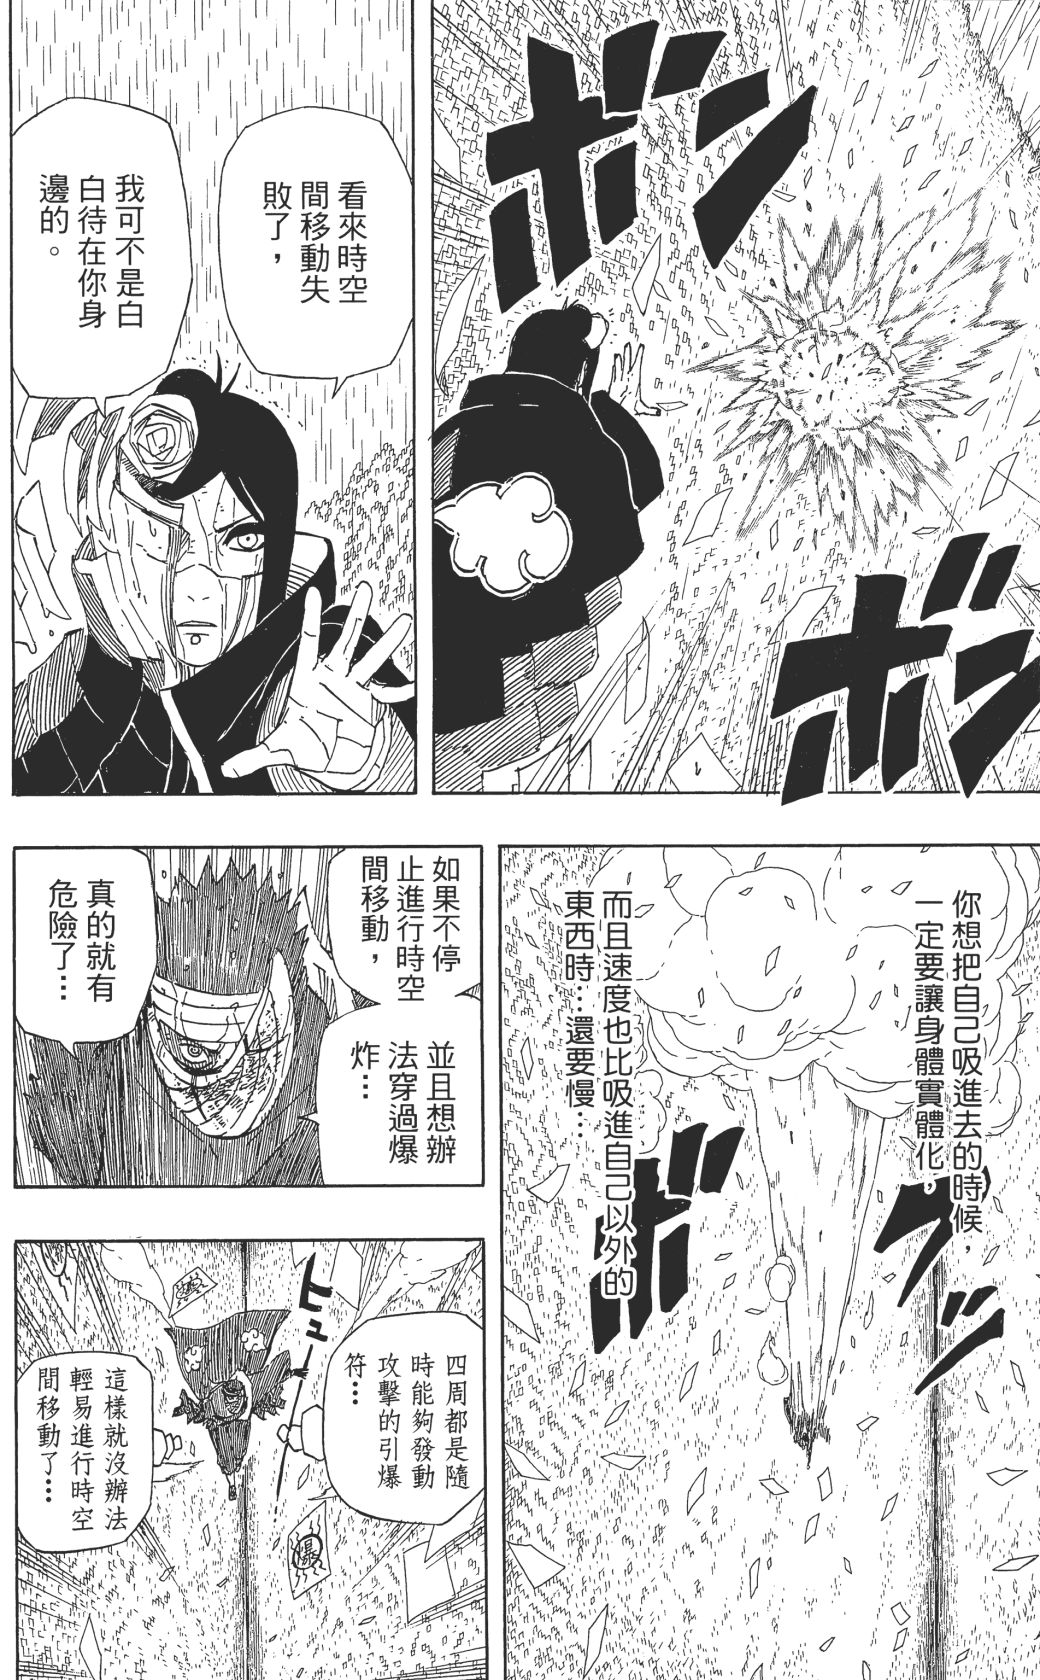 ボン
ボン
看來時空
間移動失
敗了，
我可不是白
白待在你身
邊的。
你想把自己吸進去的時候，
一定要讓身體實體化，
而且速度也比吸進自己以外的
東西時…還要慢…
ボ
如果不停
止進行時空
間移動，
並且想辦
法穿過爆
炸…
真的就有
危險了…
ヒュー
四周都是隨
時能夠發動
攻擊的引爆
符…
這樣就沒辦法
輕易進行時空
間移動了…
爆